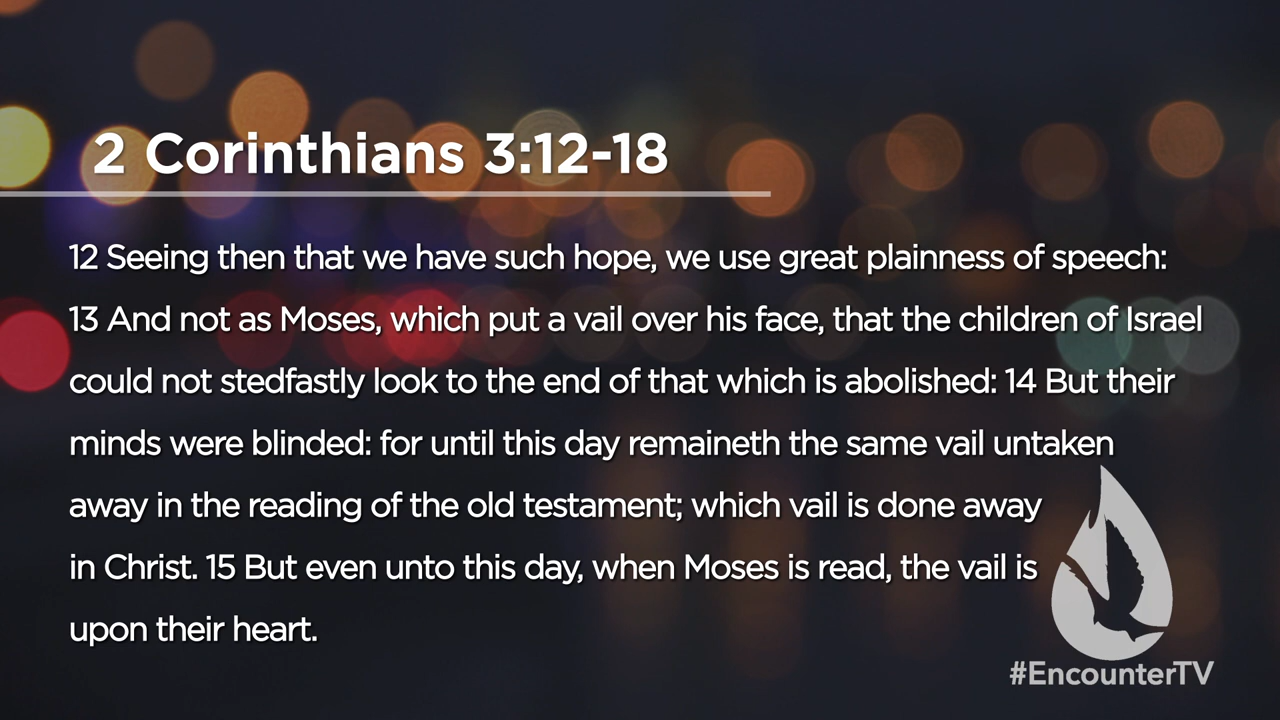 2 Corinthians 3:12-18
12 Seeing then that we have such hope, we use great plainness of speech:
13 And not as Moses, which put a vail over his face, that the children of Israel
could not stedfastly look to the end of that which is abolished: 14 But their
minds were blinded: for until this day remaineth the same vail untaken
away in the reading of the old testament; which vail is done away
in Christ. 15 But even unto this day, when Moses is read, the vail is
upon their heart.
#EncounterTV